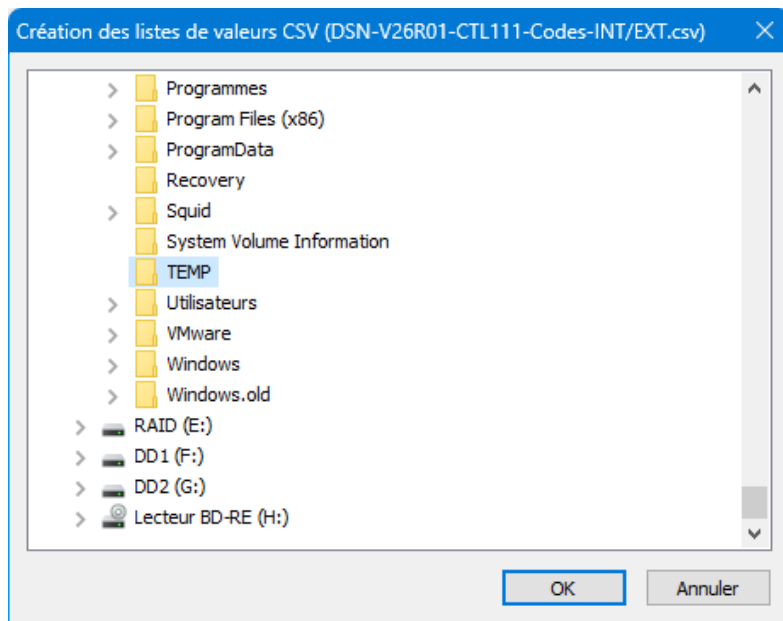 Création des listes de valeurs CSV (DSN-V26R01-CTL111-Codes-INT/EXT.csv)
Programmes
Program Files (x86)
ProgramData
Recovery
Squid
System Volume Information
TEMP
Utilisateurs
VMware
Windows
Windows.old
RAID (E:)
DD1 (F:)
DD2 (G:)
Lecteur BD-RE (H:)
OK
Annuler